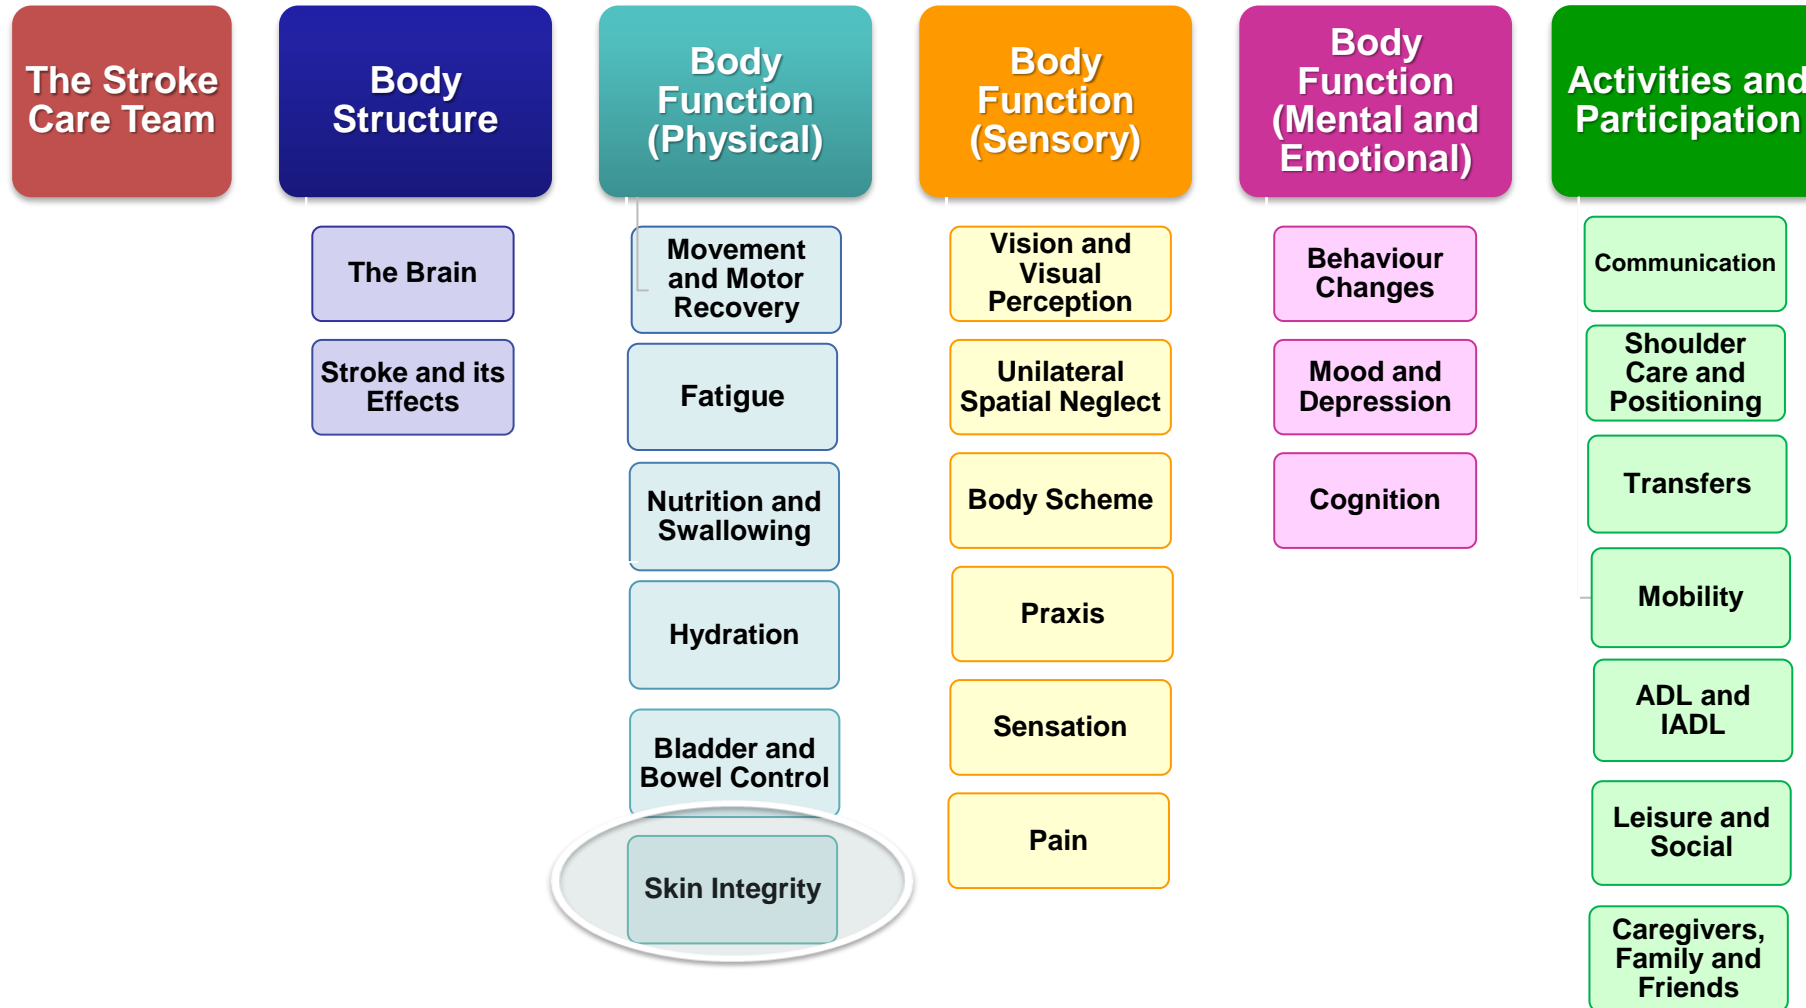 The Stroke
Care Team
Body
Structure
The Brain
Stroke and its
Effects
Body
Function
(Physical)
Movement
and Motor
Recovery
Fatigue
Nutrition and
Swallowing
Hydration
Bladder and
Bowel Control
Skin Integrity
Body
Function
(Sensory)
Vision and
Visual
Perception
Unilateral
Spatial Neglect
Body Scheme
Praxis
Sensation
Pain
Body
Function
(Mental and
Emotional)
Behaviour
Changes
Mood and
Depression
Cognition
Activities and
Participation
Communication
Shoulder
Care and
Positioning
Transfers
Mobility
ADL and
IADL
Leisure and
Social
Caregivers,
Family and
Friends